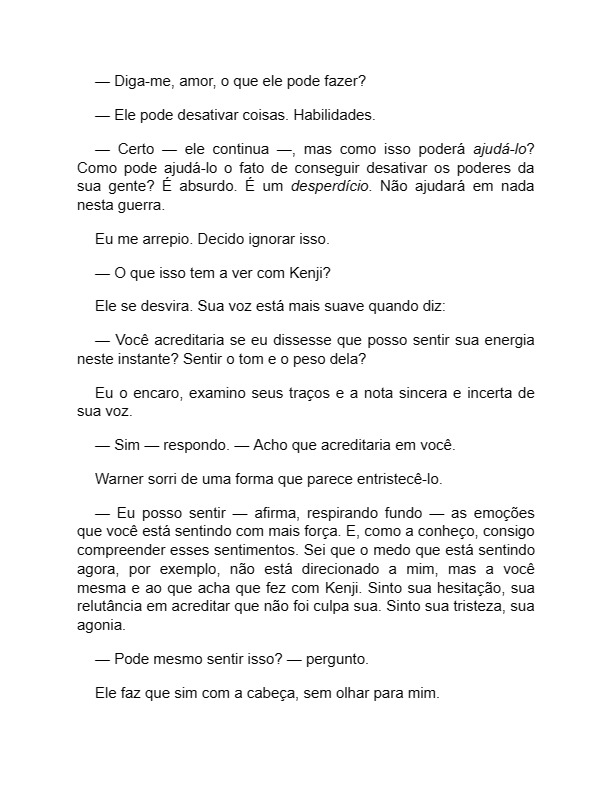 — Diga-me, amor, o que ele pode fazer?
— Ele pode desativar coisas. Habilidades.
— Certo — ele continua —, mas como isso poderá ajudá-lo?
Como pode ajudá-lo o fato de conseguir desativar os poderes da
sua gente? É absurdo. É um desperdício. Não ajudará em nada
nesta guerra.
Eu me arrepio. Decido ignorar isso.
— O que isso tem a ver com Kenji?
Ele se desvira. Sua voz está mais suave quando diz:
— Você acreditaria se eu dissesse que posso sentir sua energia
neste instante? Sentir o tom e o peso dela?
Eu o encaro, examino seus traços e a nota sincera e incerta de
sua voz.
— Sim — respondo. — Acho que acreditaria em você.
Warner sorri de uma forma que parece entristecê-lo.
— Eu posso sentir — afirma, respirando fundo — as emoções
que você está sentindo com mais força. E, como a conheço, consigo
compreender esses sentimentos. Sei que o medo que está sentindo
agora, por exemplo, não está direcionado a mim, mas a você
mesma e ao que acha que fez com Kenji. Sinto sua hesitação, sua
relutância em acreditar que não foi culpa sua. Sinto sua tristeza, sua
agonia.
— Pode mesmo sentir isso? — pergunto.
Ele faz que sim com a cabeça, sem olhar para mim.